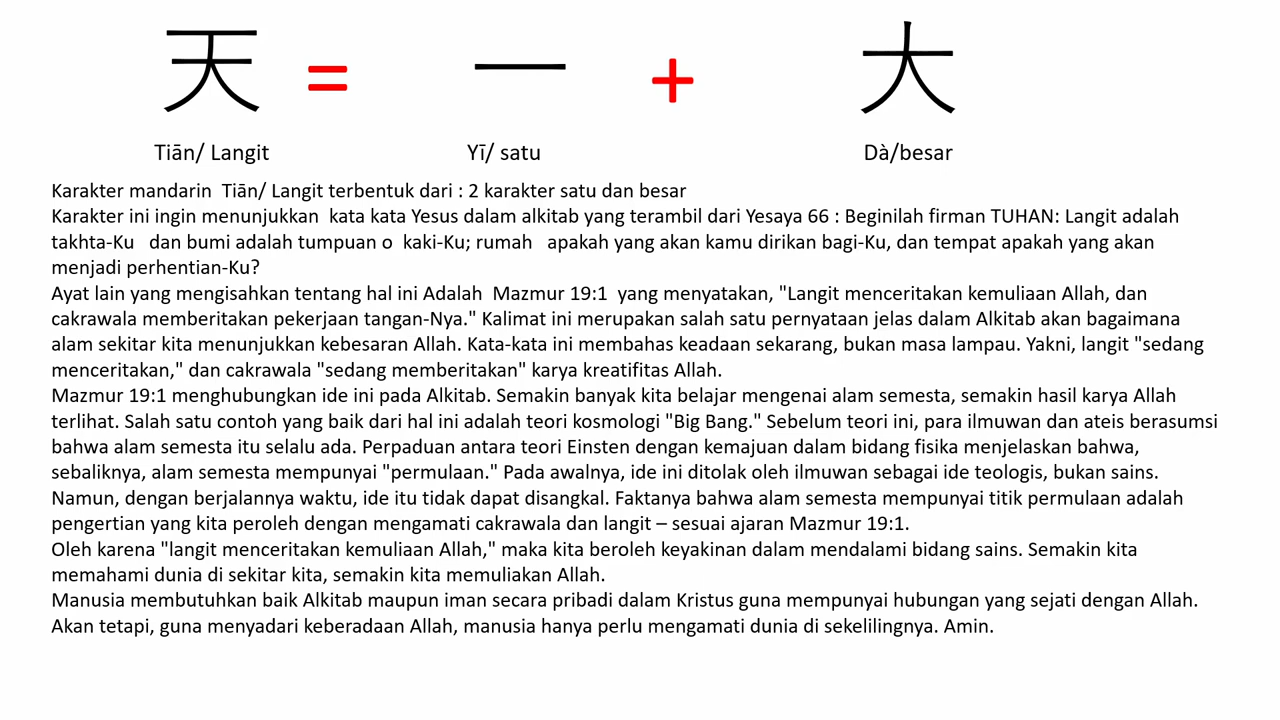 天 = 一 + 大
Tiān/ Langit Yī/ satu Dà/besar
Karakter mandarin  Tiān/ Langit terbentuk dari : 2 karakter satu dan besar
Karakter ini ingin menunjukkan  kata kata Yesus dalam alkitab yang terambil dari Yesaya 66 : Beginilah firman TUHAN: Langit adalah
takhta-Ku   dan bumi adalah tumpuan o  kaki-Ku; rumah   apakah yang akan kamu dirikan bagi-Ku, dan tempat apakah yang akan
menjadi perhentian-Ku?
Ayat lain yang mengisahkan tentang hal ini Adalah  Mazmur 19:1  yang menyatakan, "Langit menceritakan kemuliaan Allah, dan
cakrawala memberitakan pekerjaan tangan-Nya." Kalimat ini merupakan salah satu pernyataan jelas dalam Alkitab akan bagaimana
alam sekitar kita menunjukkan kebesaran Allah. Kata-kata ini membahas keadaan sekarang, bukan masa lampau. Yakni, langit "sedang
menceritakan," dan cakrawala "sedang memberitakan" karya kreatifitas Allah.
Mazmur 19:1 menghubungkan ide ini pada Alkitab. Semakin banyak kita belajar mengenai alam semesta, semakin hasil karya Allah
terlihat. Salah satu contoh yang baik dari hal ini adalah teori kosmologi "Big Bang." Sebelum teori ini, para ilmuwan dan ateis berasumsi
bahwa alam semesta itu selalu ada. Perpaduan antara teori Einsten dengan kemajuan dalam bidang fisika menjelaskan bahwa,
sebaliknya, alam semesta mempunyai "permulaan." Pada awalnya, ide ini ditolak oleh ilmuwan sebagai ide teologis, bukan sains.
Namun, dengan berjalannya waktu, ide itu tidak dapat disangkal. Faktanya bahwa alam semesta mempunyai titik permulaan adalah
pengertian yang kita peroleh dengan mengamati cakrawala dan langit – sesuai ajaran Mazmur 19:1.
Oleh karena "langit menceritakan kemuliaan Allah," maka kita beroleh keyakinan dalam mendalami bidang sains. Semakin kita
memahami dunia di sekitar kita, semakin kita memuliakan Allah.
Manusia membutuhkan baik Alkitab maupun iman secara pribadi dalam Kristus guna mempunyai hubungan yang sejati dengan Allah.
Akan tetapi, guna menyadari keberadaan Allah, manusia hanya perlu mengamati dunia di sekelilingnya. Amin.